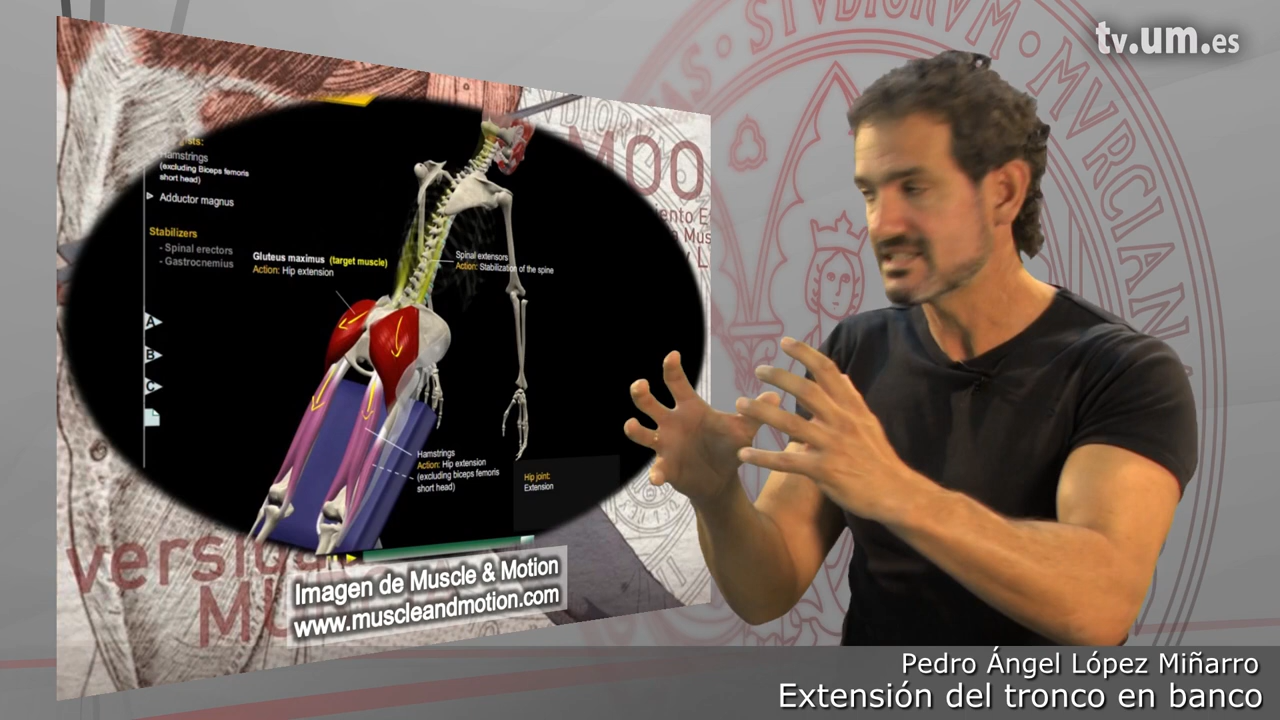 STVDIORVM
MVRCIANA
tv.um.es
MOO
Hamstrings
(excluding Biceps femoris
short head)
Adductor magnus
Stabilizers
- Spinal erectors
- Gastrocnemius
Gluteus maximus (target muscle)
Action: Hip extension
Spinal extensors
Action: Stabilization of the spine
A
B
C
Hamstrings
Action: Hip extension
(excluding biceps femoris
short head)
Hip joint:
Extension
Imagen de Muscle & Motion
www.muscleandmotion.com
Pedro Ángel López Miñarro
Extensión del tronco en banco